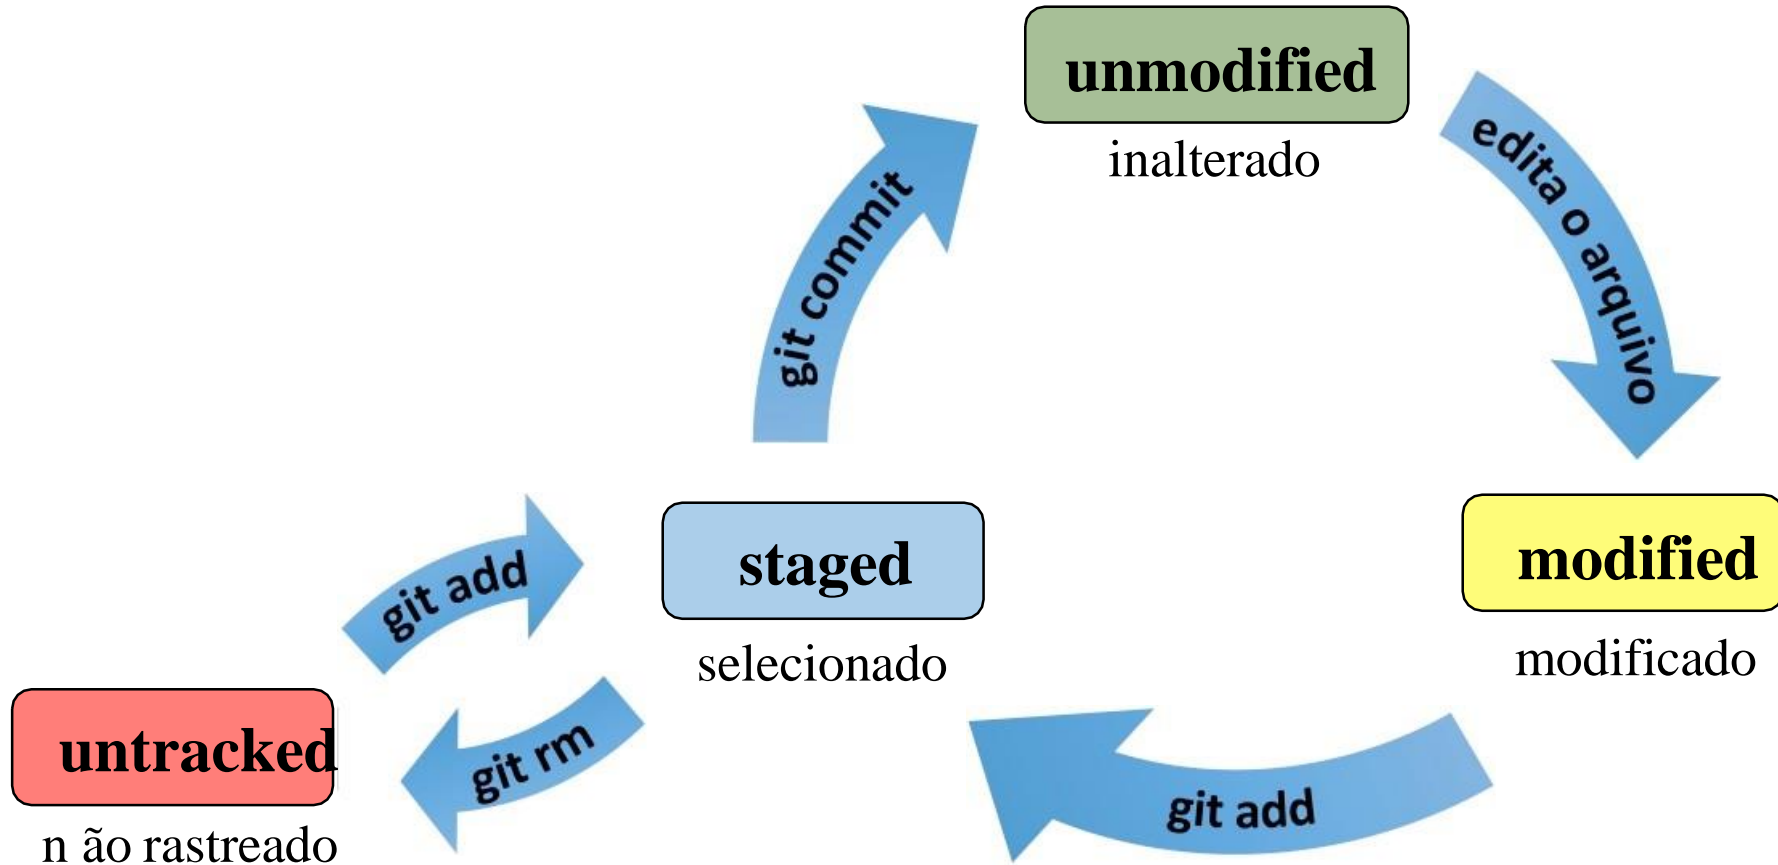 unmodified
inalterado
git commit
edita o arquivo
git add
staged
selecionado
modified
modificado
git rm
untracked
n ão rastreado
git add